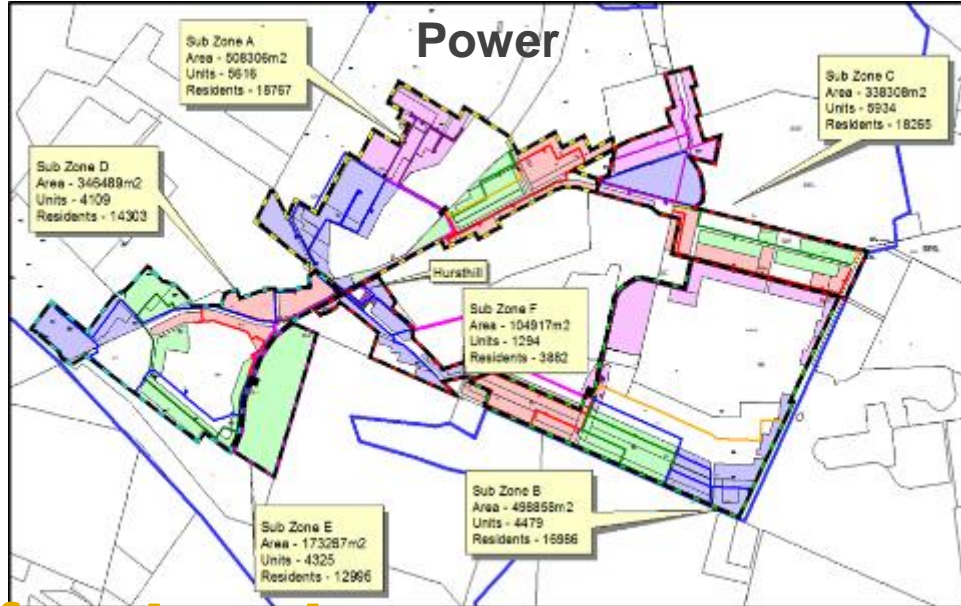 Power
Sub Zone A
Area - 508306m2
Units - 5616
Residents - 18767
Sub Zone C
Area - 338308m2
Units - 5934
Residents - 18265
Sub Zone D
Area - 346489m2
Units - 4109
Residents - 14303
Hursthill
Sub Zone F
Area - 104917m2
Units - 1294
Residents - 3882
Sub Zone B
Area - 498858m2
Units - 4479
Residents - 15986
Sub Zone E
Area - 173287m2
Units - 4325
Residents - 12995